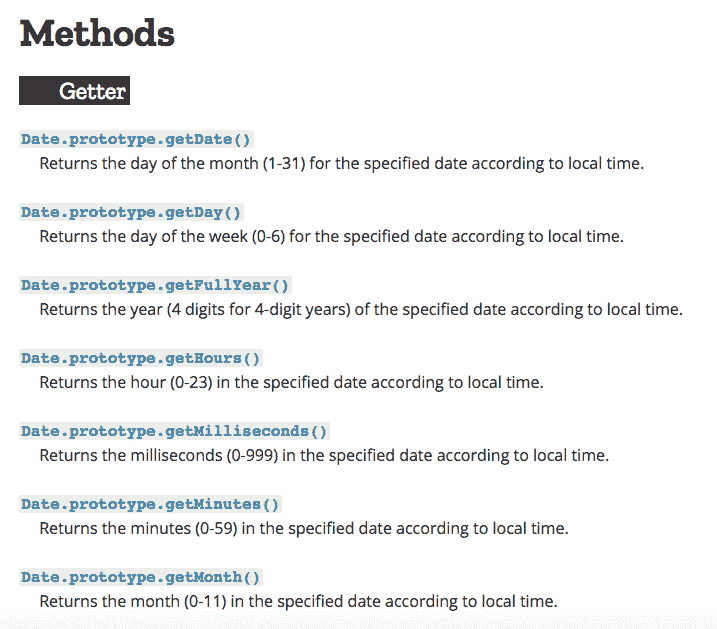 Methods
Getter
Date.prototype.getDate()
Returns the day of the month (1-31) for the specified date according to local time.
Date.prototype.getDay()
Returns the day of the week (0-6) for the specified date according to local time.
Date.prototype.getFullYear()
Returns the year (4 digits for 4-digit years) of the specified date according to local time.
Date.prototype.getHours()
Returns the hour (0-23) in the specified date according to local time.
Date.prototype.getMilliseconds()
Returns the milliseconds (0-999) in the specified date according to local time.
Date.prototype.getMinutes()
Returns the minutes (0-59) in the specified date according to local time.
Date.prototype.getMonth()
Returns the month (0-11) in the specified date according to local time.